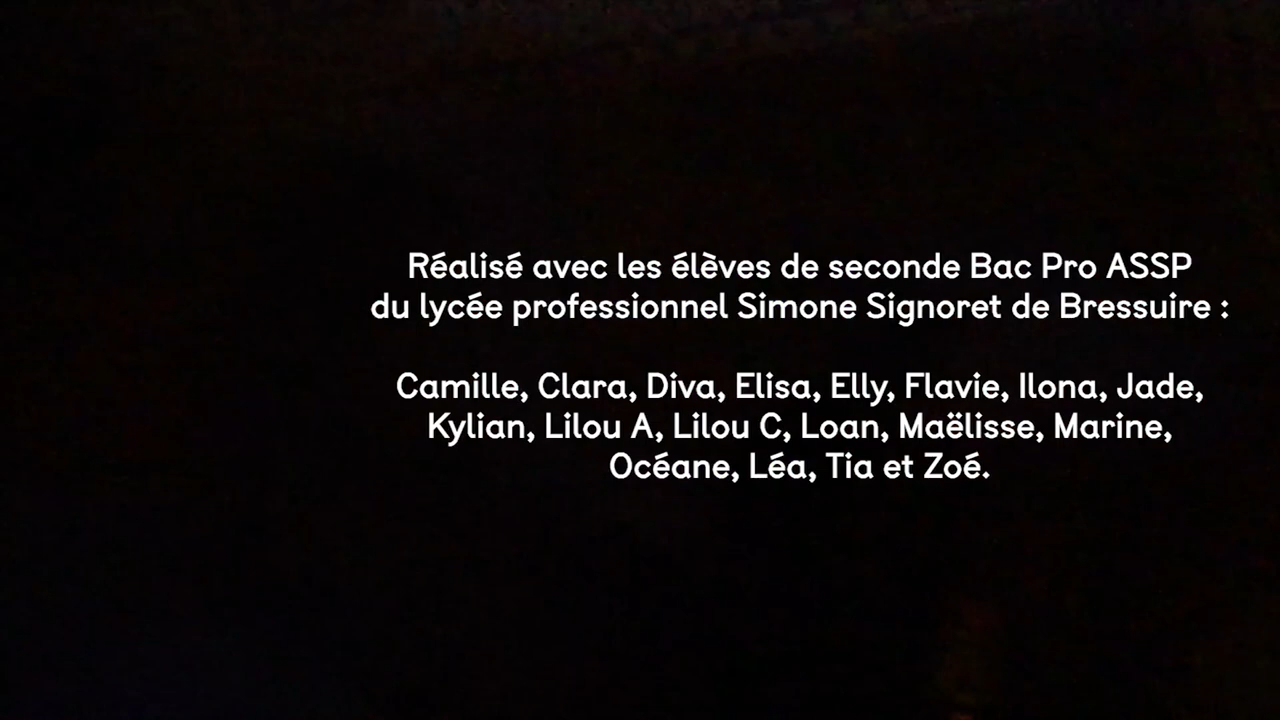 Réalisé avec les élèves de seconde Bac Pro ASSP
du lycée professionnel Simone Signoret de Bressuire :
Camille, Clara, Diva, Elisa, Elly, Flavie, Ilona, Jade,
Kylian, Lilou A, Lilou C, Loan, Maëlisse, Marine,
Océane, Léa, Tia et Zoé.